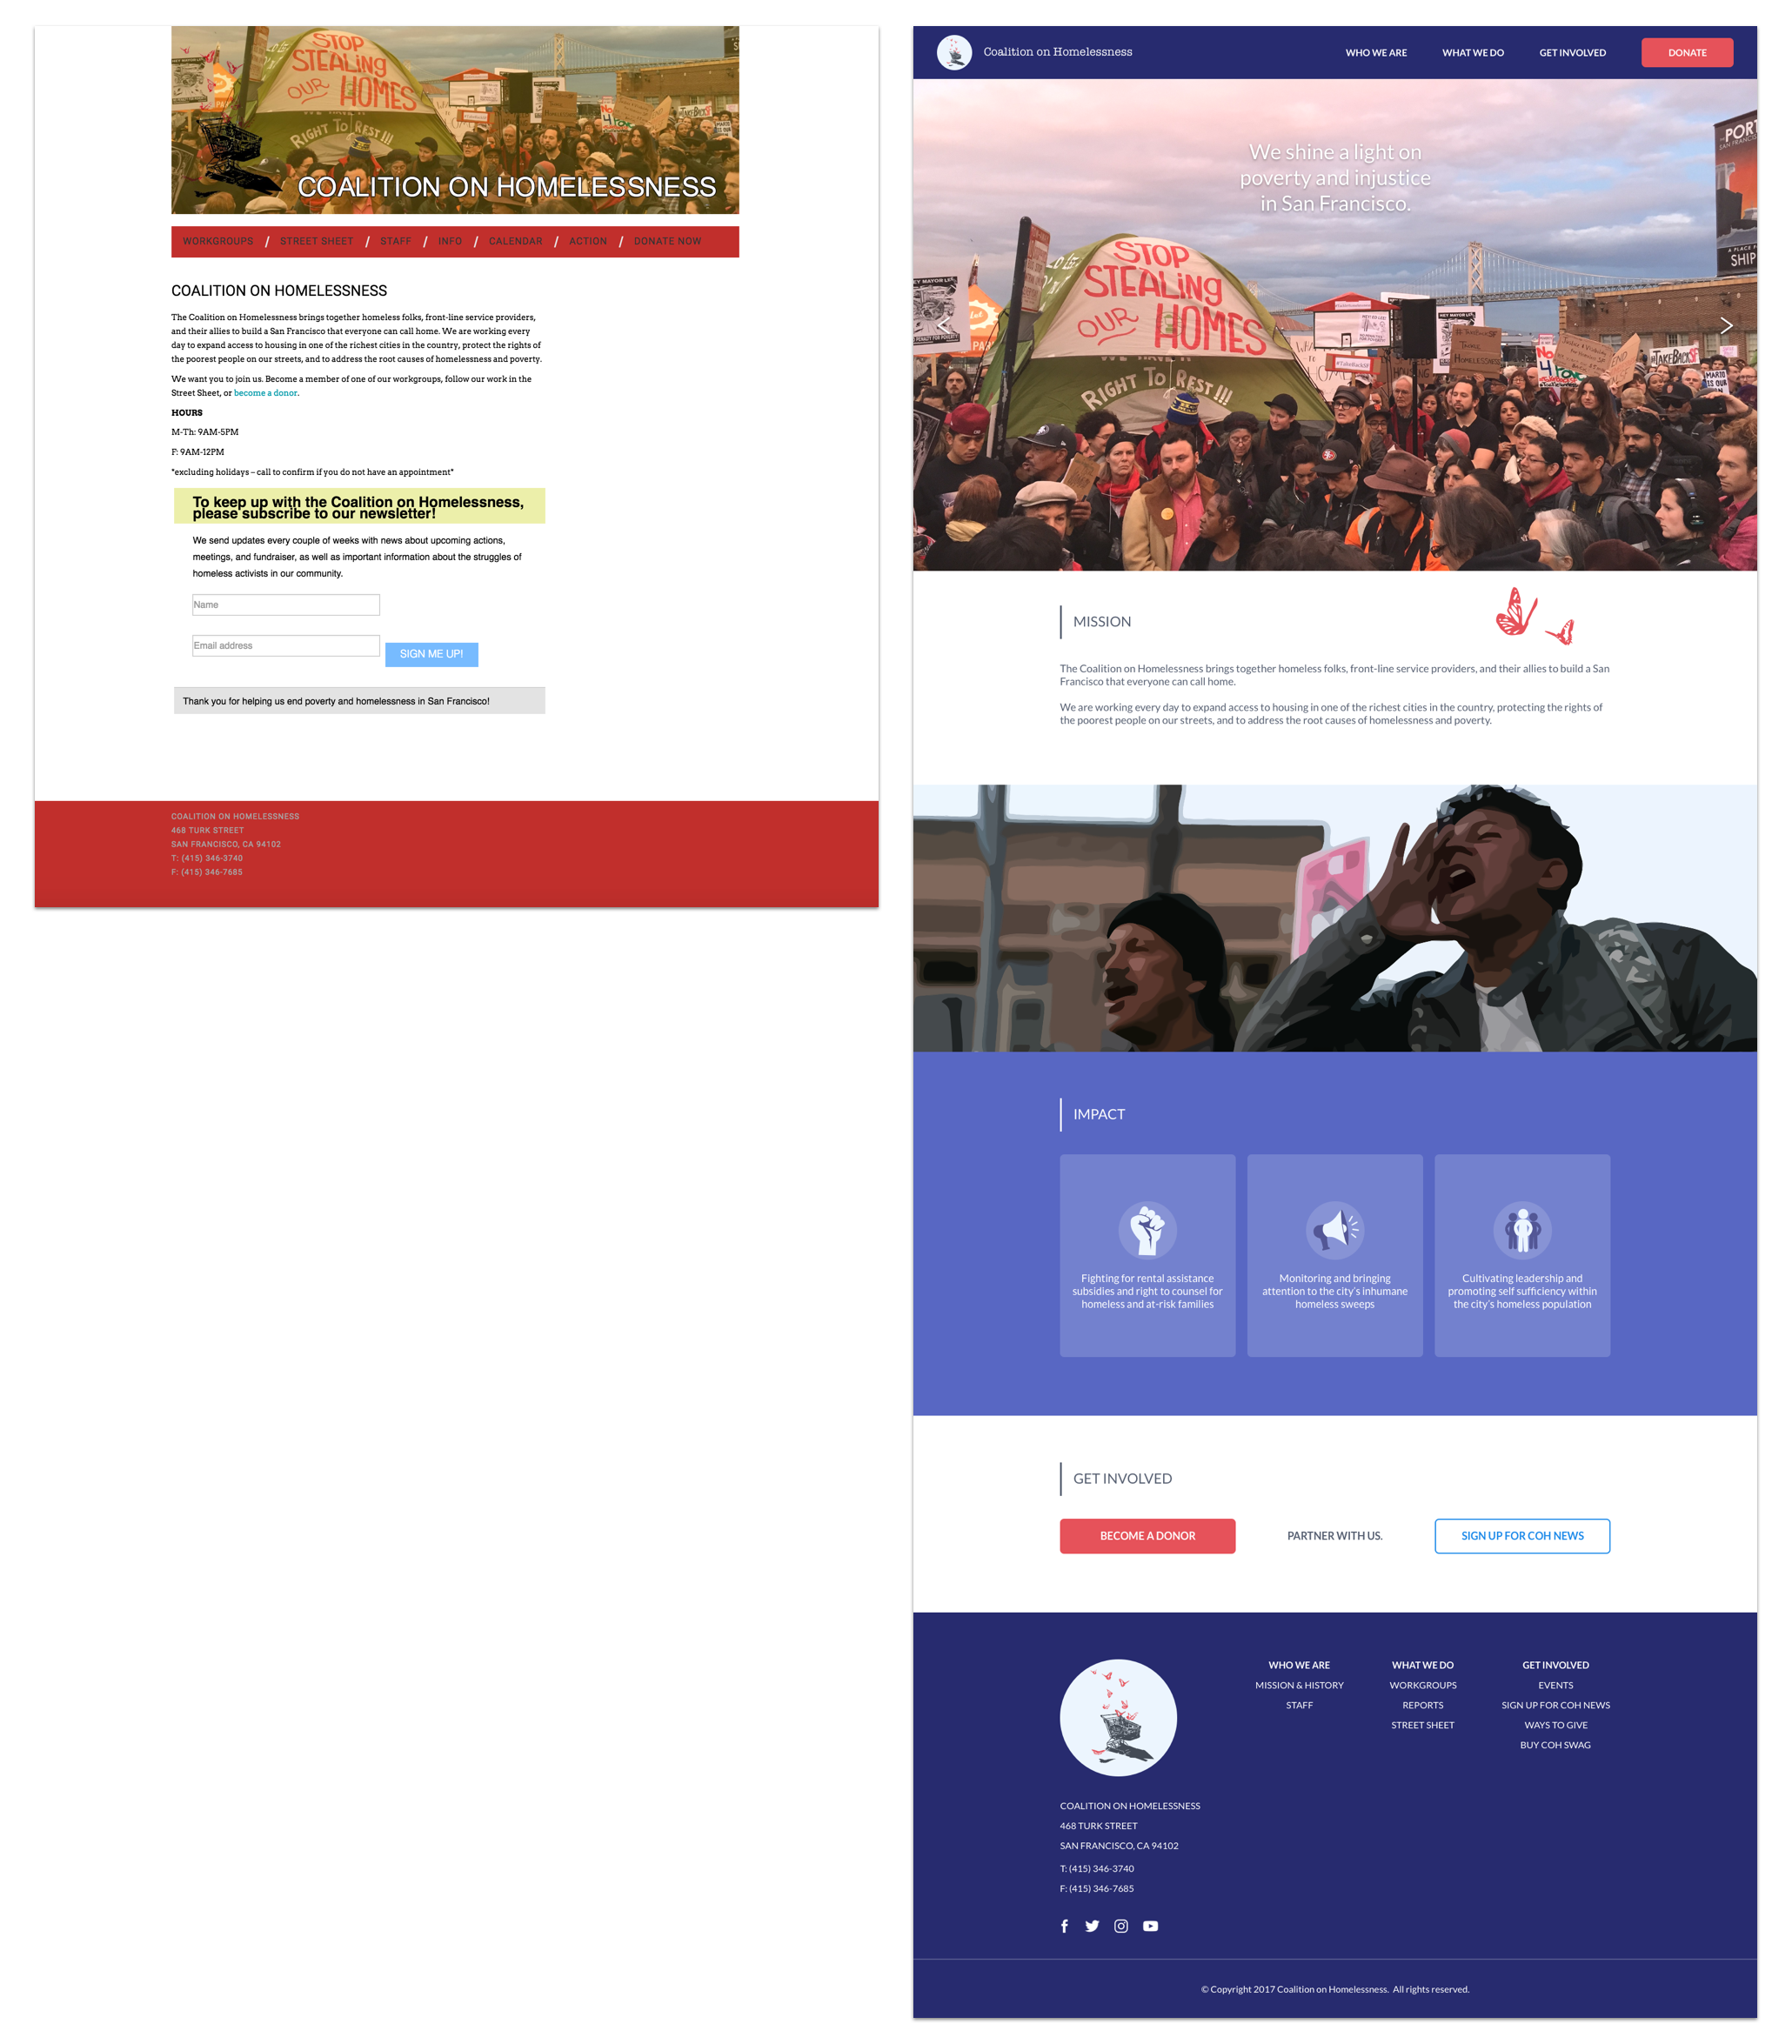 STOP
STEALING
OUR HOMES
RIGHT TO REST!!!
NO
4
COALITION ON HOMELESSNESS
WORKGROUPS / STREET SHEET / STAFF / INFO / CALENDAR / ACTION / DONATE NOW
COALITION ON HOMELESSNESS
The Coalition on Homelessness brings together homeless folks, front-line service providers,
and their allies to build a San Francisco that everyone can call home. We are working every
day to expand access to housing in one of the richest cities in the country, protect the rights of
the poorest people on our streets, and to address the root causes of homelessness and poverty.
We want you to join us. Become a member of one of our workgroups, follow our work in the
Street Sheet, or become a donor.
HOURS
M-Th: 9AM-5PM
F: 9AM-12PM
*excluding holidays – call to confirm if you do not have an appointment*
To keep up with the Coalition on Homelessness,
please subscribe to our newsletter!
We send updates every couple of weeks with news about upcoming actions,
meetings, and fundraiser, as well as important information about the struggles of
homeless activists in our community.
Name
Email address
SIGN ME UP!
Thank you for helping us end poverty and homelessness in San Francisco!
COALITION ON HOMELESSNESS
468 TURK STREET
SAN FRANCISCO, CA 94102
T: (415) 346-3740
F: (415) 346-7685
Coalition on Homelessness
WHO WE ARE
WHAT WE DO
GET INVOLVED
DONATE
We shine a light on
poverty and injustice
in San Francisco.
PORT
SAN FRANCISCO
A PLACE F
SHIP
STOP
STEALING
OUR HOMES
RIGHT TO REST!!!
HEY MAYOR LEE
#TakeBackSF
HOMELESSNESS
NO
4
#TAKEBACKSF
MARIO
IS OUR
MISSION
The Coalition on Homelessness brings together homeless folks, front-line service providers, and their allies to build a San
Francisco that everyone can call home.
We are working every day to expand access to housing in one of the richest cities in the country, protecting the rights of
the poorest people on our streets, and to address the root causes of homelessness and poverty.
IMPACT
Fighting for rental assistance
subsidies and right to counsel for
homeless and at-risk families
Monitoring and bringing
attention to the city's inhumane
homeless sweeps
Cultivating leadership and
promoting self sufficiency within
the city's homeless population
GET INVOLVED
BECOME A DONOR
PARTNER WITH US.
SIGN UP FOR COH NEWS
WHO WE ARE
MISSION & HISTORY
STAFF
WHAT WE DO
WORKGROUPS
REPORTS
STREET SHEET
GET INVOLVED
EVENTS
SIGN UP FOR COH NEWS
WAYS TO GIVE
BUY COH SWAG
COALITION ON HOMELESSNESS
468 TURK STREET
SAN FRANCISCO, CA 94102
T: (415) 346-3740
F: (415) 346-7685
© Copyright 2017 Coalition on Homelessness. All rights reserved.